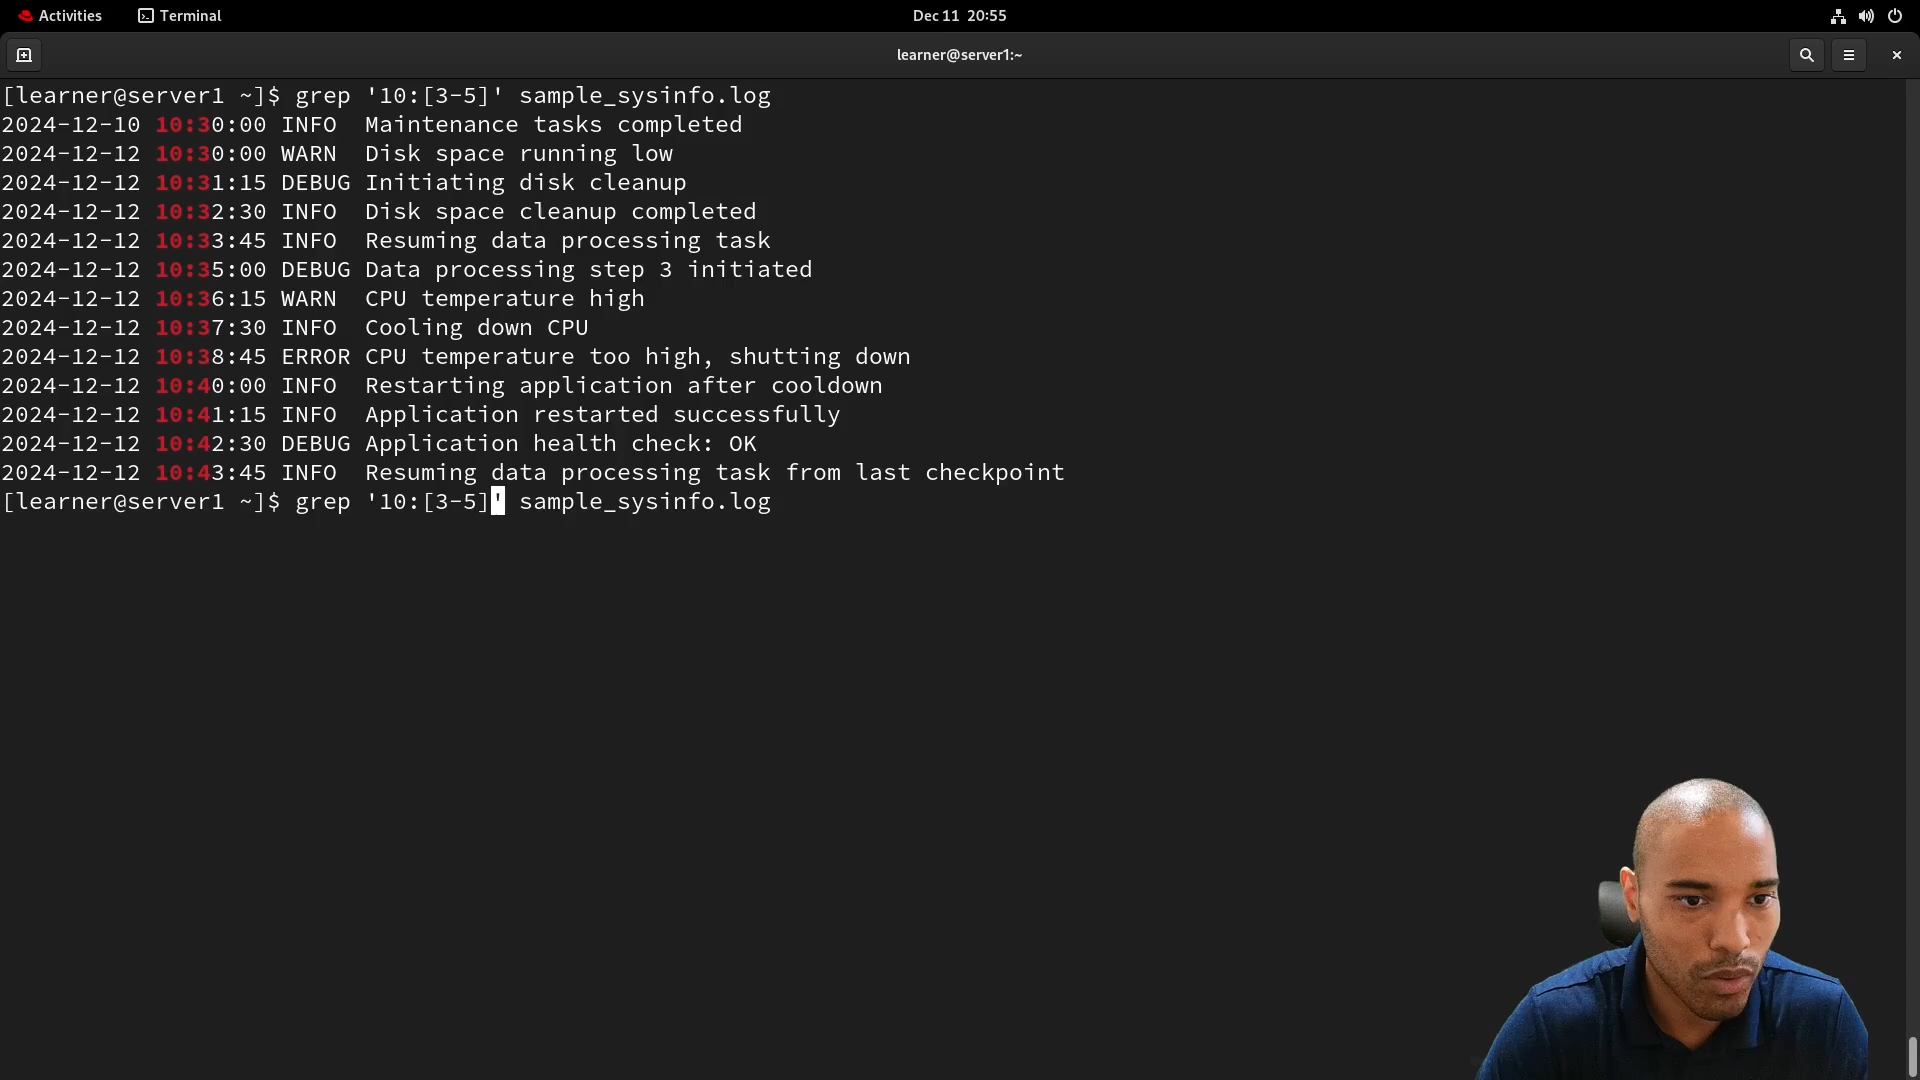 Activities Terminal Dec 11 20:55
learner@server1:~
[learner@server1 ~]$ grep '10:[3-5]' sample_sysinfo.log
2024-12-10 10:30:00 INFO  Maintenance tasks completed
2024-12-12 10:30:00 WARN  Disk space running low
2024-12-12 10:31:15 DEBUG Initiating disk cleanup
2024-12-12 10:32:30 INFO  Disk space cleanup completed
2024-12-12 10:33:45 INFO  Resuming data processing task
2024-12-12 10:35:00 DEBUG Data processing step 3 initiated
2024-12-12 10:36:15 WARN  CPU temperature high
2024-12-12 10:37:30 INFO  Cooling down CPU
2024-12-12 10:38:45 ERROR CPU temperature too high, shutting down
2024-12-12 10:40:00 INFO  Restarting application after cooldown
2024-12-12 10:41:15 INFO  Application restarted successfully
2024-12-12 10:42:30 DEBUG Application health check: OK
2024-12-12 10:43:45 INFO  Resuming data processing task from last checkpoint
[learner@server1 ~]$ grep '10:[3-5]' sample_sysinfo.log